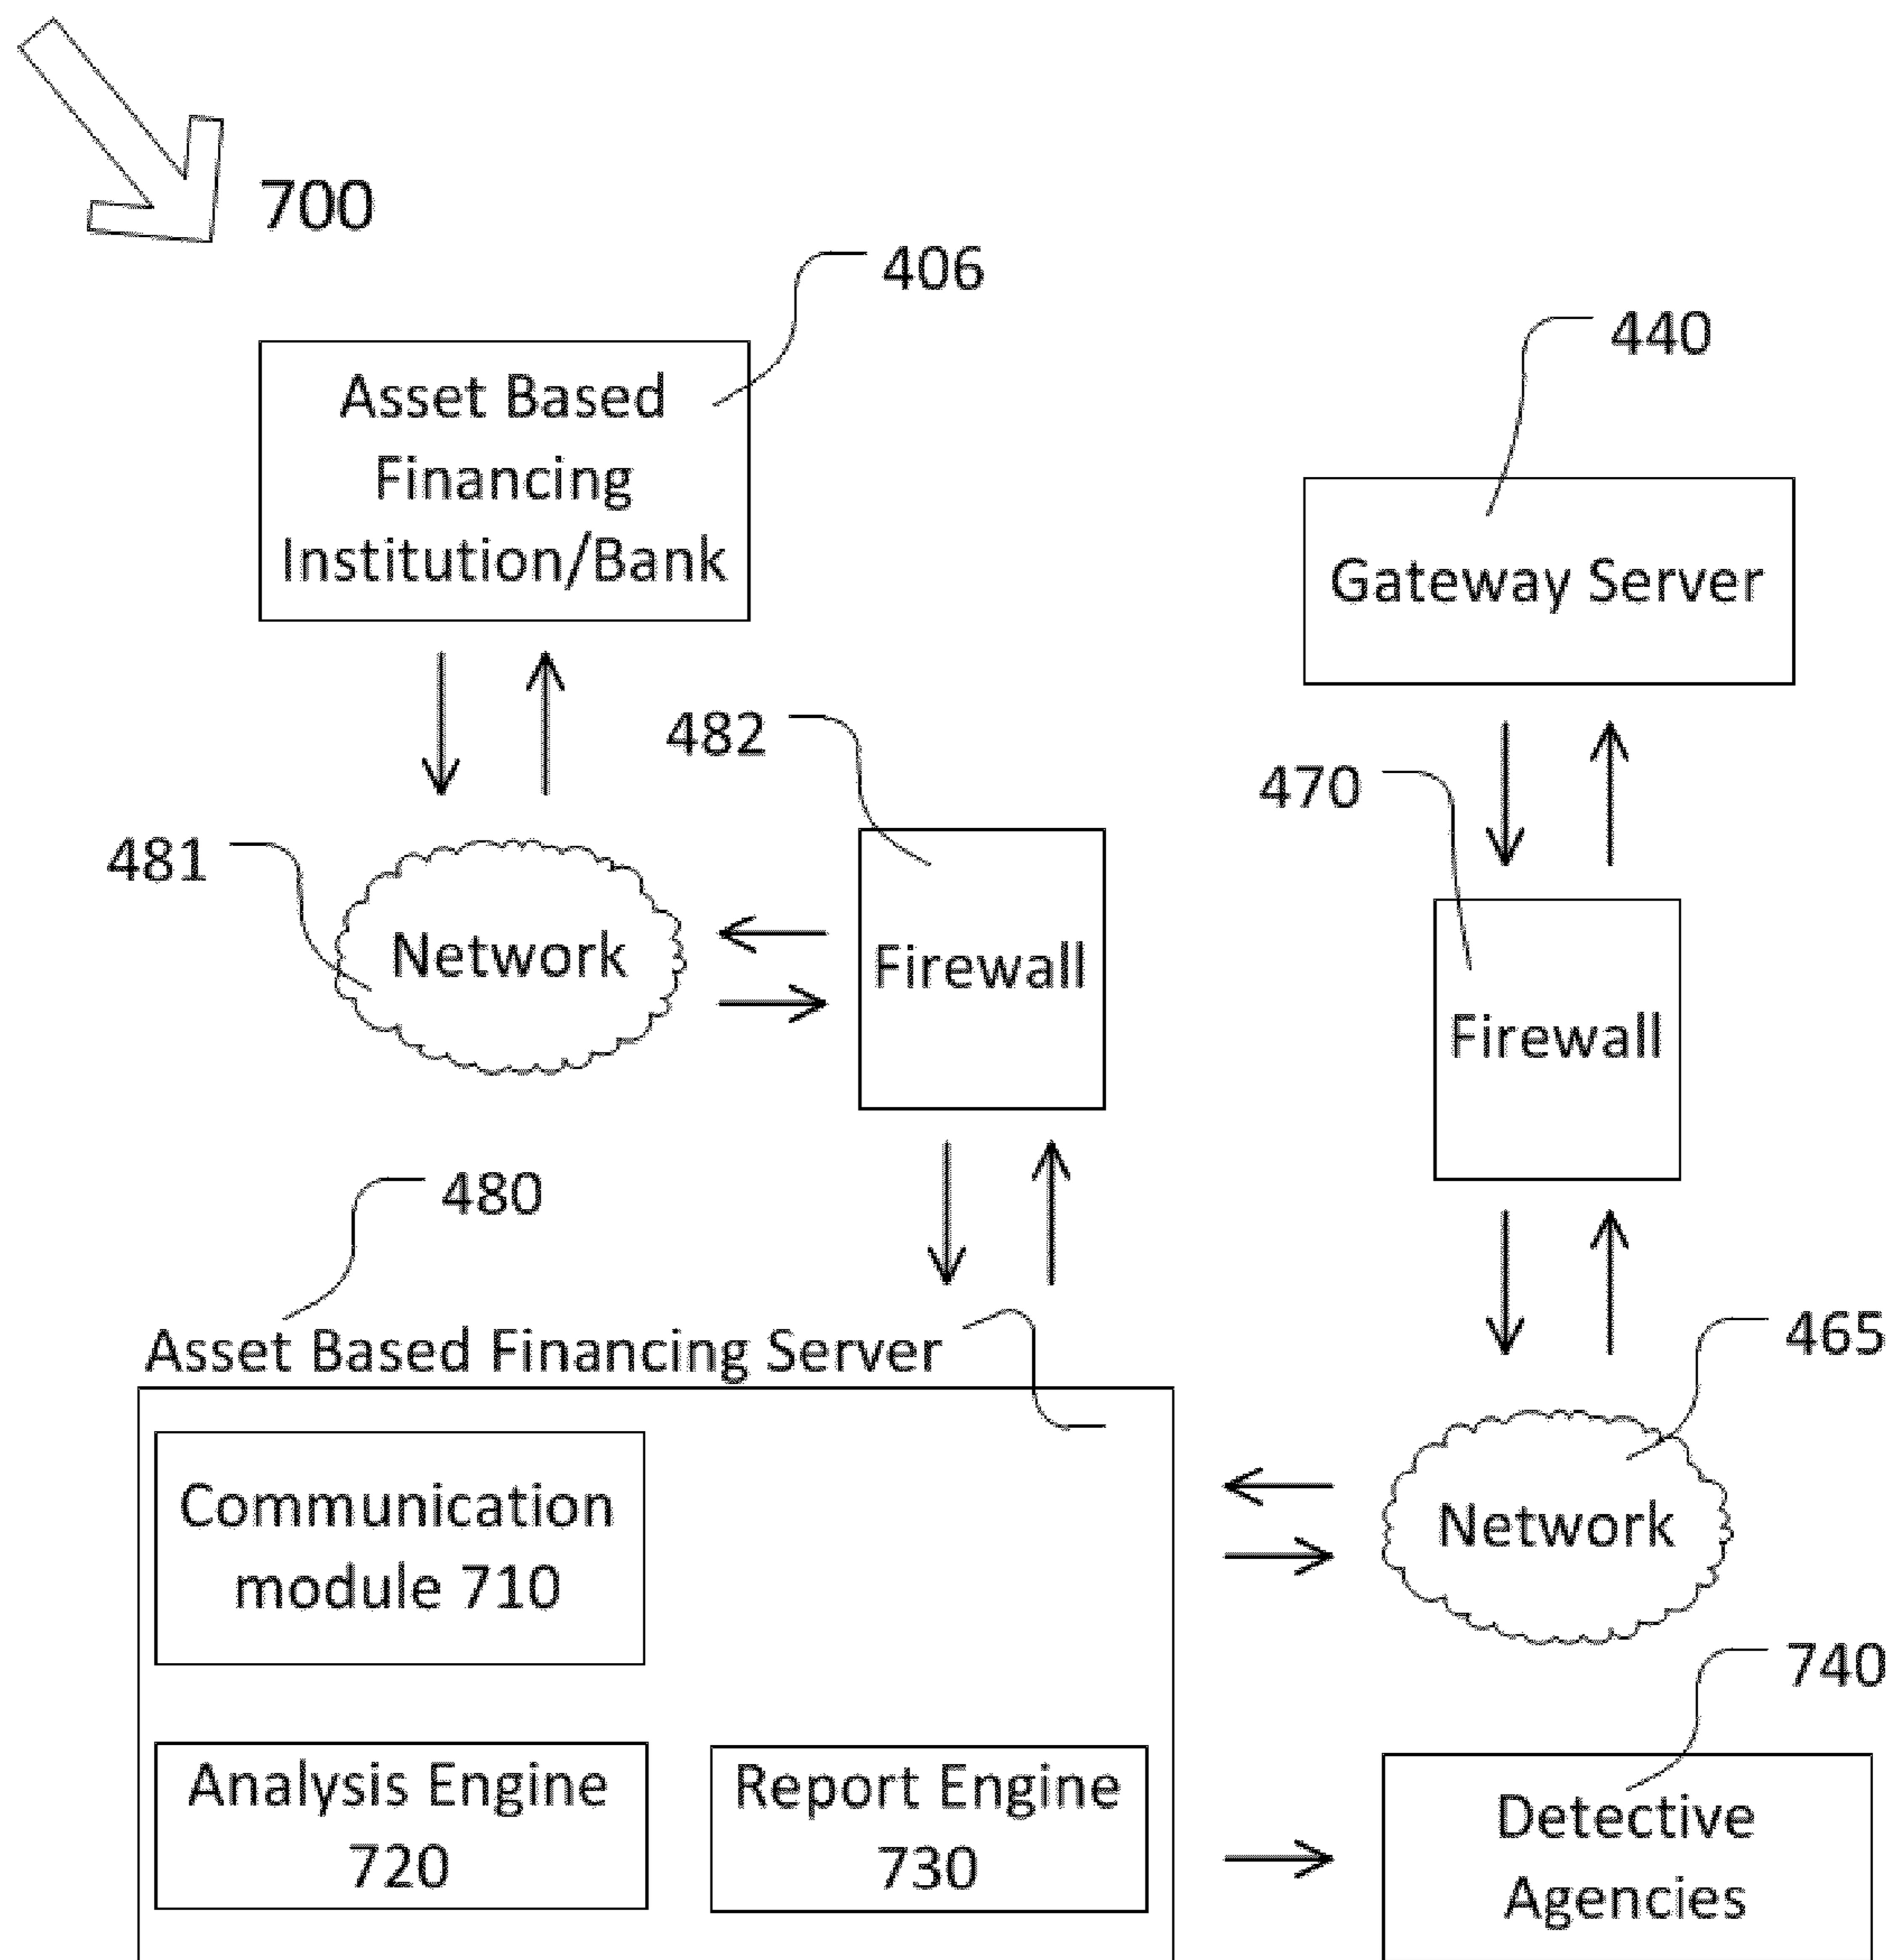 700
406
Asset Based
Financing
Institution/Bank
440
Gateway Server
482
470
481
Network
Firewall
Firewall
480
Asset Based Financing Server
465
Communication
module 710
Network
740
Analysis Engine
720
Report Engine
730
Detective
Agencies